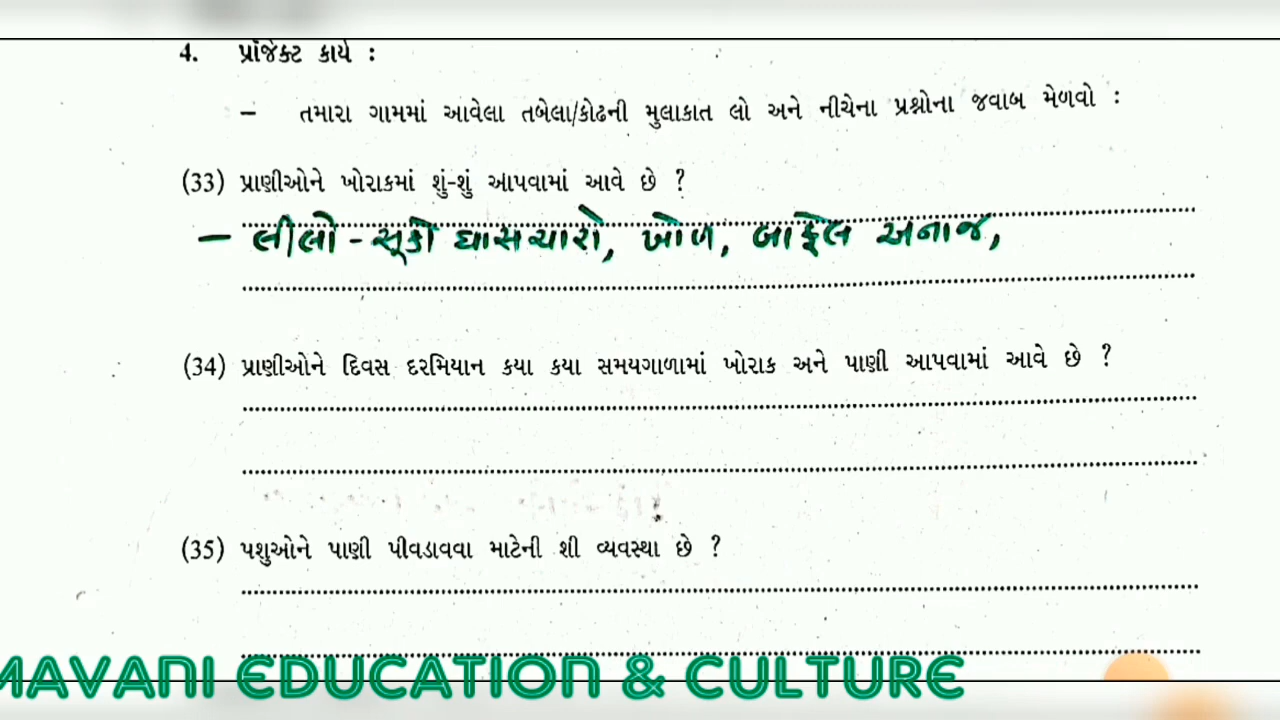 4. પ્રોજેક્ટ કાર્ય :
– તમારા ગામમાં આવેલા તબેલા/કોઢની મુલાકાત લો અને નીચેના પ્રશ્નોના જવાબ મેળવો :
(33) પ્રાણીઓને ખોરાકમાં શું-શું આપવામાં આવે છે ?
– લીલો - સૂકો ઘાસચારો, ખોળ, બાફેલ અનાજ,
(34) પ્રાણીઓને દિવસ દરમિયાન કયા કયા સમયગાળામાં ખોરાક અને પાણી આપવામાં આવે છે ?
(35) પશુઓને પાણી પીવડાવવા માટેની શી વ્યવસ્થા છે ?
MAVANI EDUCATION & CULTURE